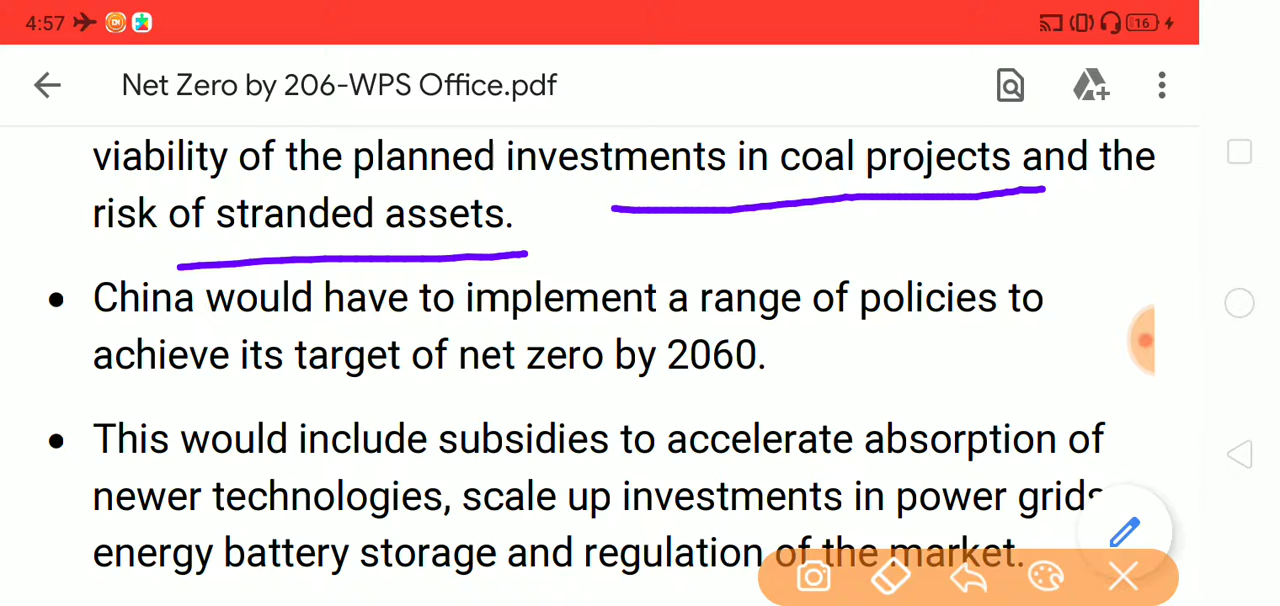 4:57
16
Net Zero by 206-WPS Office.pdf
viability of the planned investments in coal projects and the
risk of stranded assets.
• China would have to implement a range of policies to
achieve its target of net zero by 2060.
• This would include subsidies to accelerate absorption of
newer technologies, scale up investments in power grids
energy battery storage and regulation of the market.